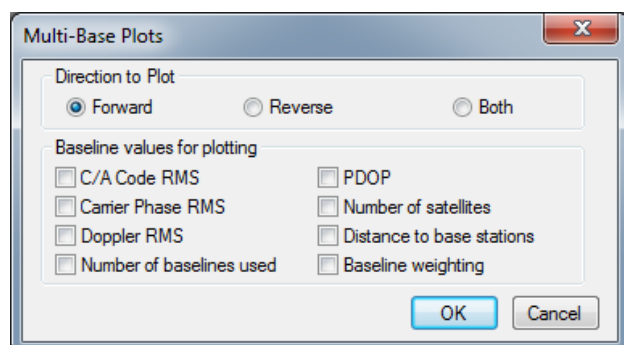 Multi-Base Plots
Direction to Plot
Forward Reverse Both
Baseline values for plotting
C/A Code RMS PDOP
Carrier Phase RMS Number of satellites
Doppler RMS Distance to base stations
Number of baselines used Baseline weighting
OK Cancel